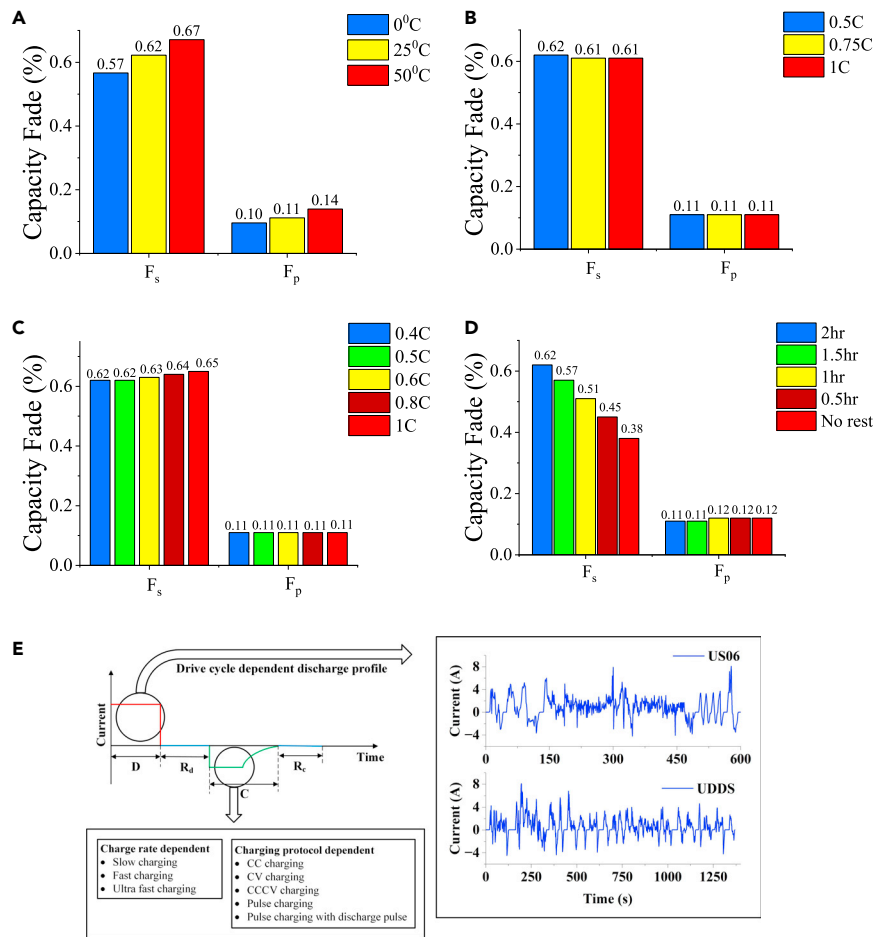 A
0⁰C
25⁰C
50⁰C
Capacity Fade (%)
0.6
0.4
0.2
0.0
0.57
0.62
0.67
0.10
0.11
0.14
Fs
Fp
B
0.5C
0.75C
1C
Capacity Fade (%)
0.6
0.3
0.0
0.62
0.61
0.61
0.11
0.11
0.11
Fs
Fp
C
0.4C
0.5C
0.6C
0.8C
1C
Capacity Fade (%)
0.6
0.4
0.2
0.0
0.62
0.62
0.63
0.64
0.65
0.11
0.11
0.11
0.11
0.11
Fs
Fp
D
2hr
1.5hr
1hr
0.5hr
No rest
Capacity Fade (%)
0.6
0.4
0.2
0.0
0.62
0.57
0.51
0.45
0.38
0.11
0.11
0.12
0.12
0.12
Fs
Fp
E
Drive cycle dependent discharge profile
Current
Time
D
Rd
C
Rc
Charge rate dependent
• Slow charging
• Fast charging
• Ultra fast charging
Charging protocol dependent
• CC charging
• CV charging
• CCCV charging
• Pulse charging
• Pulse charging with discharge pulse
US06
Current (A)
8
4
0
−4
0 150 300 450 600
UDDS
Current (A)
8
4
0
−4
0 250 500 750 1000 1250
Time (s)